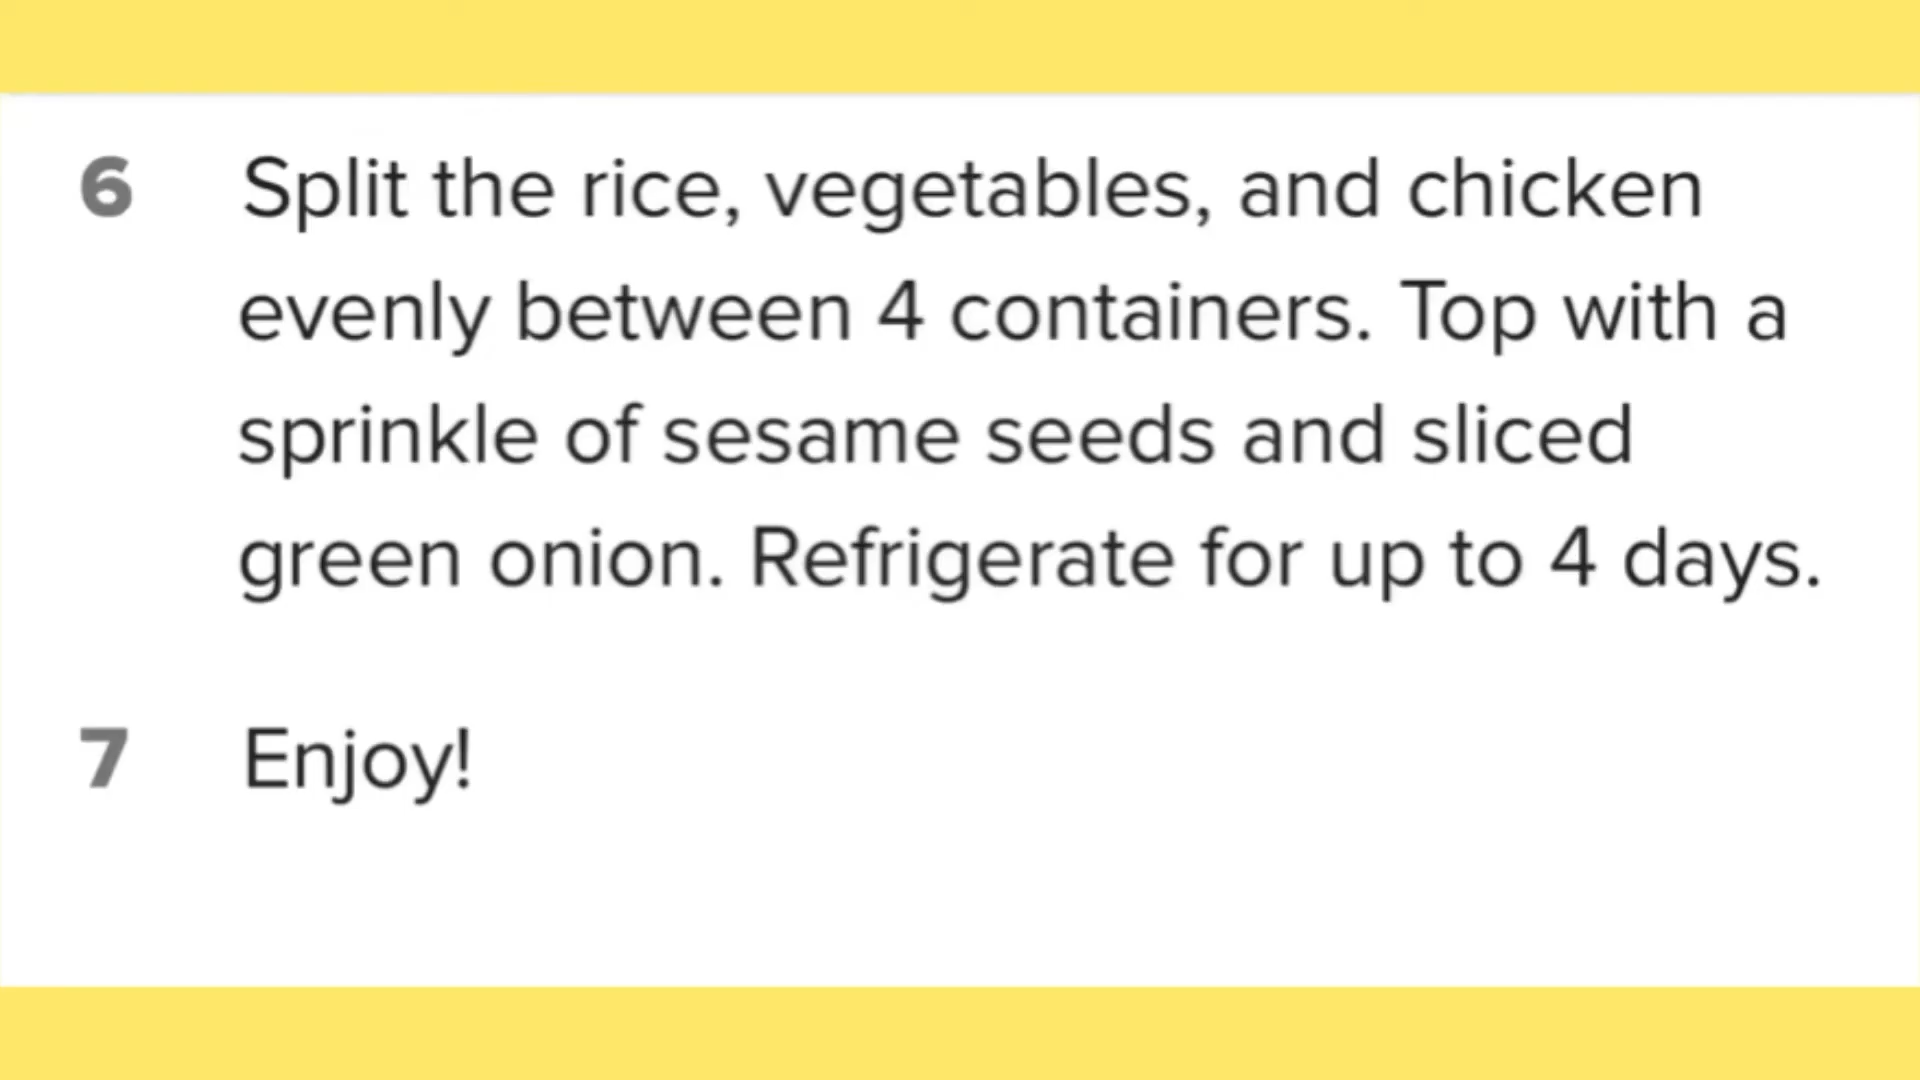 6 Split the rice, vegetables, and chicken
evenly between 4 containers. Top with a
sprinkle of sesame seeds and sliced
green onion. Refrigerate for up to 4 days.
7 Enjoy!